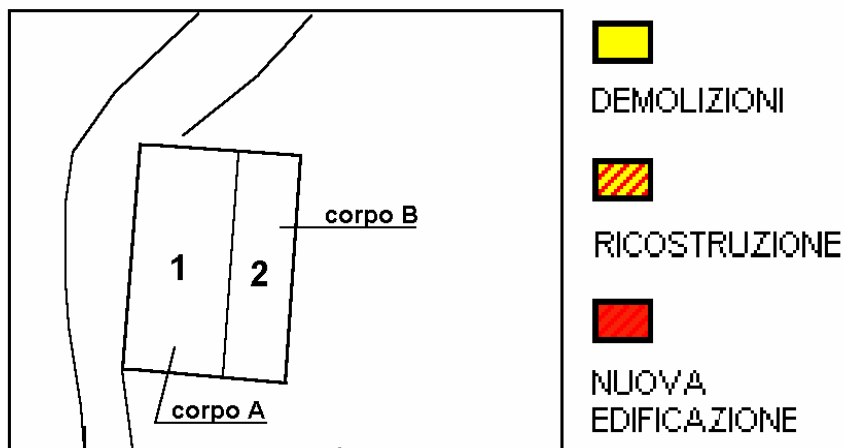 corpo B
1
2
corpo A
DEMOLIZIONI
RICOSTRUZIONE
NUOVA
EDIFICAZIONE